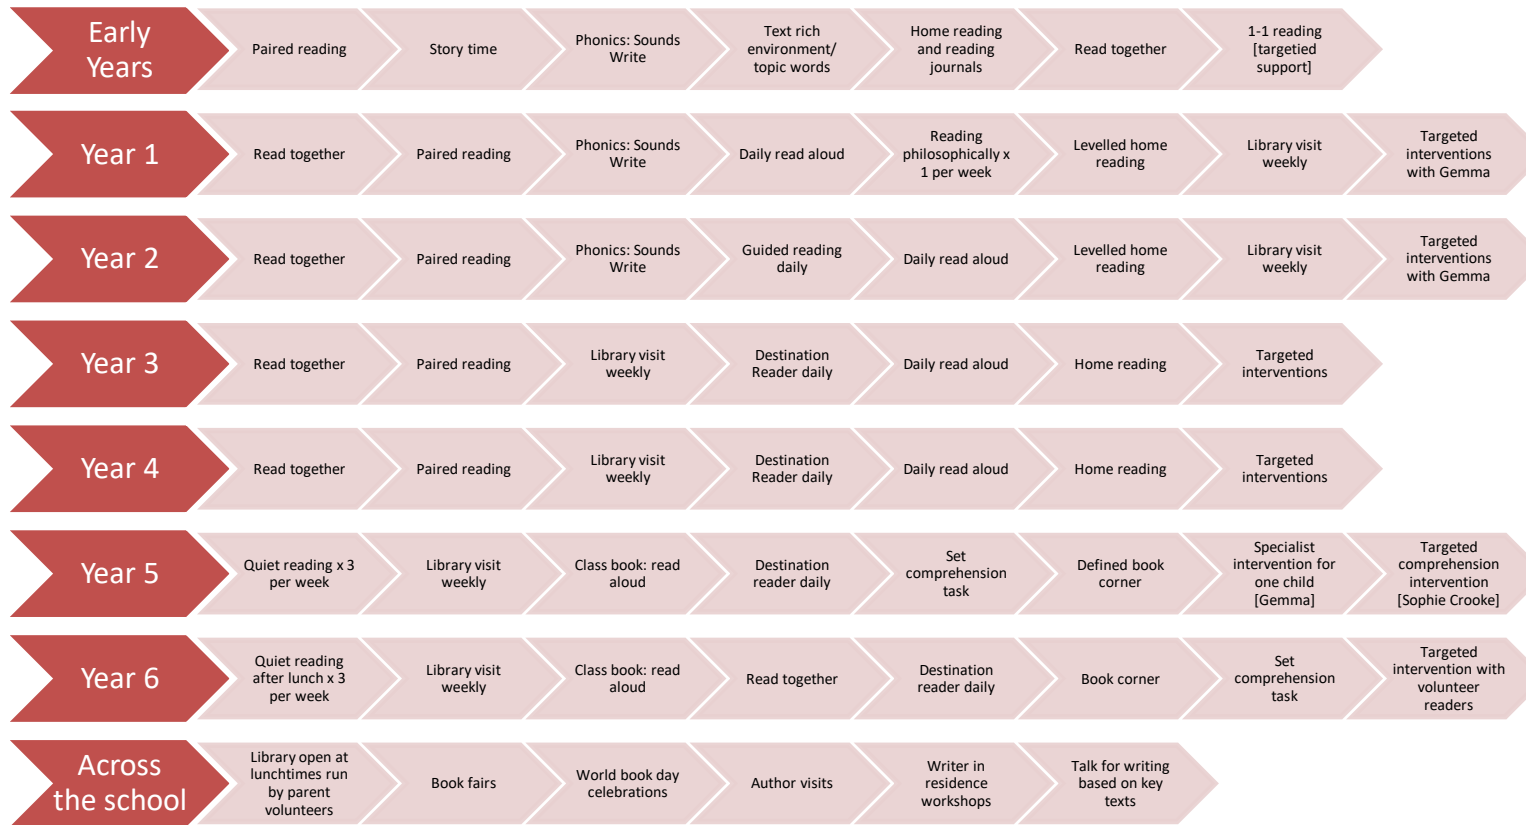 Early
Years
Paired reading
Story time
Phonics: Sounds
Write
Text rich
environment/
topic words
Home reading
and reading
journals
Read together
1-1 reading
[targetied
support]
Year 1
Read together
Paired reading
Phonics: Sounds
Write
Daily read aloud
Reading
philosophically x
1 per week
Levelled home
reading
Library visit
weekly
Targeted
interventions
with Gemma
Year 2
Read together
Paired reading
Phonics: Sounds
Write
Guided reading
daily
Daily read aloud
Levelled home
reading
Library visit
weekly
Targeted
interventions
with Gemma
Year 3
Read together
Paired reading
Library visit
weekly
Destination
Reader daily
Daily read aloud
Home reading
Targeted
interventions
Year 4
Read together
Paired reading
Library visit
weekly
Destination
Reader daily
Daily read aloud
Home reading
Targeted
interventions
Year 5
Quiet reading x 3
per week
Library visit
weekly
Class book: read
aloud
Destination
reader daily
Set
comprehension
task
Defined book
corner
Specialist
intervention for
one child
[Gemma]
Targeted
comprehension
intervention
[Sophie Crooke]
Year 6
Quiet reading
after lunch x 3
per week
Library visit
weekly
Class book: read
aloud
Read together
Destination
reader daily
Book corner
Set
comprehension
task
Targeted
intervention with
volunteer
readers
Across
the school
Library open at
lunchtimes run
by parent
volunteers
Book fairs
World book day
celebrations
Author visits
Writer in
residence
workshops
Talk for writing
based on key
texts